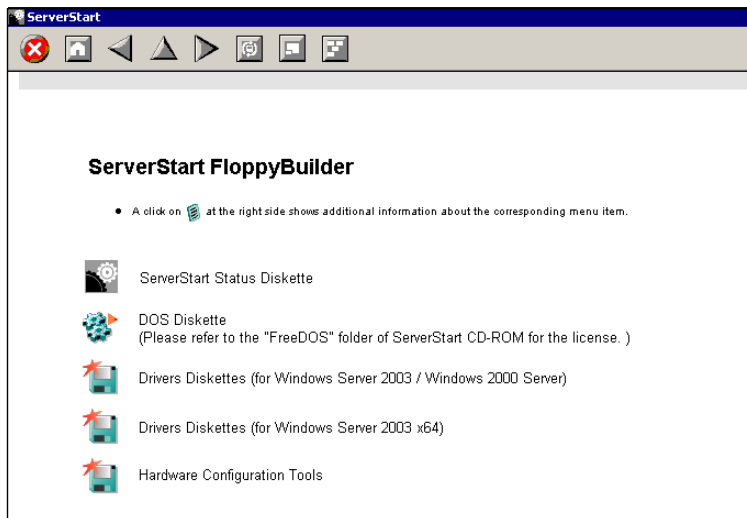 ServerStart
ServerStart FloppyBuilder
A click on at the right side shows additional information about the corresponding menu item.
ServerStart Status Diskette
DOS Diskette
(Please refer to the "FreeDOS" folder of ServerStart CD-ROM for the license. )
Drivers Diskettes (for Windows Server 2003 / Windows 2000 Server)
Drivers Diskettes (for Windows Server 2003 x64)
Hardware Configuration Tools